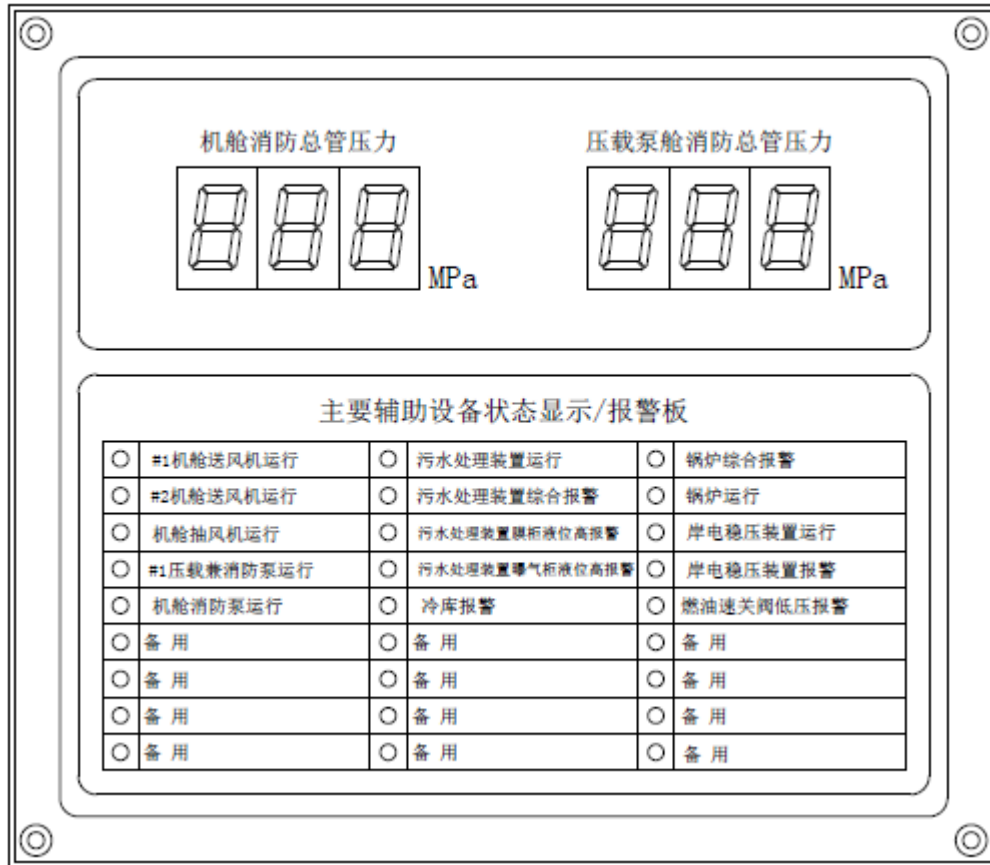 机舱消防总管压力 压载泵舱消防总管压力
888 888
MPa MPa
主要辅助设备状态显示/报警板
#1机舱送风机运行 污水处理装置运行 锅炉综合报警
#2机舱送风机运行 污水处理装置综合报警 锅炉运行
机舱抽风机运行 污水处理装置膜柜液位高报警 岸电稳压装置运行
#1压载兼消防泵运行 污水处理装置曝气柜液位高报警 岸电稳压装置报警
机舱消防泵运行 冷库报警 燃油速关阀低压报警
备 用 备 用 备 用
备 用 备 用 备 用
备 用 备 用 备 用
备 用 备 用 备 用